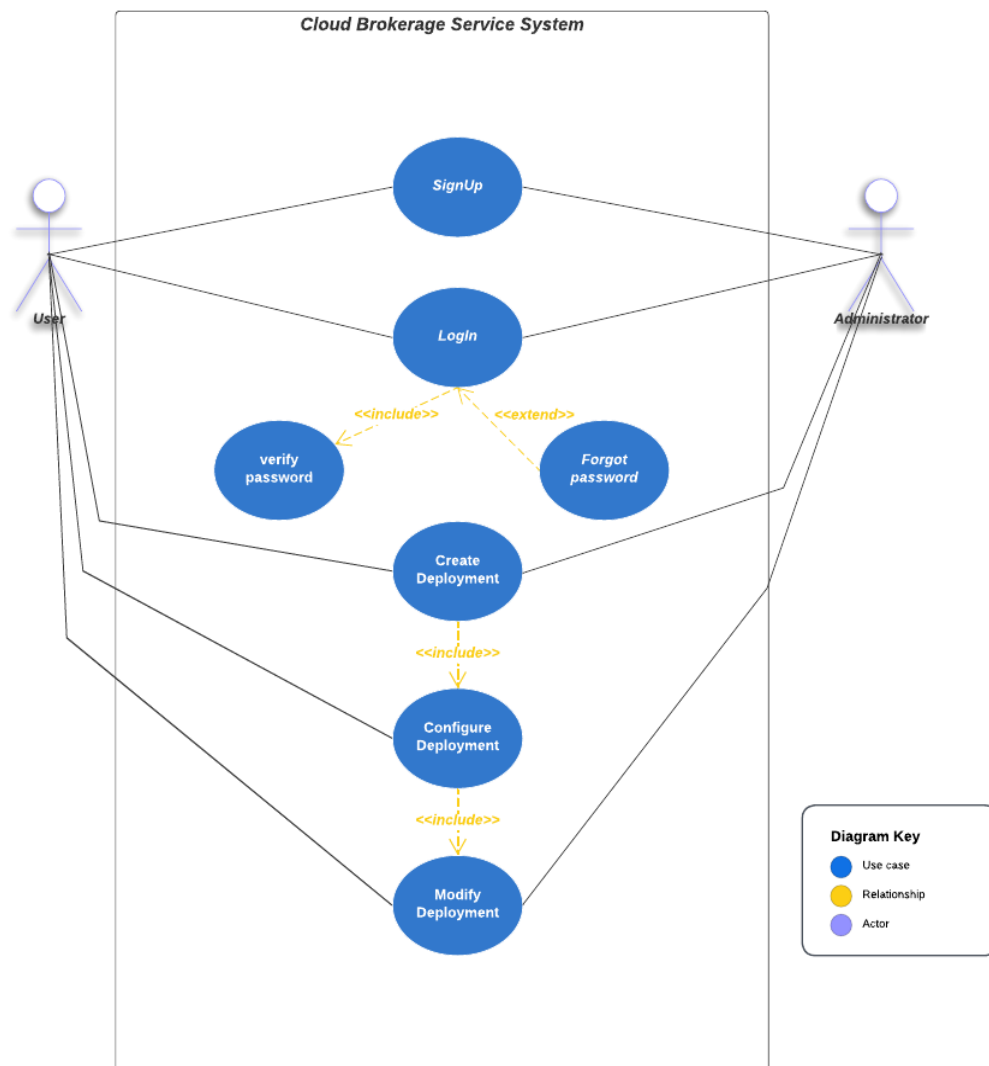 Cloud Brokerage Service System
SignUp
User
LogIn
Administrator
<<include>>
<<extend>>
verify
password
Forgot
password
Create
Deployment
<<include>>
Configure
Deployment
<<include>>
Modify
Deployment
Diagram Key
Use case
Relationship
Actor